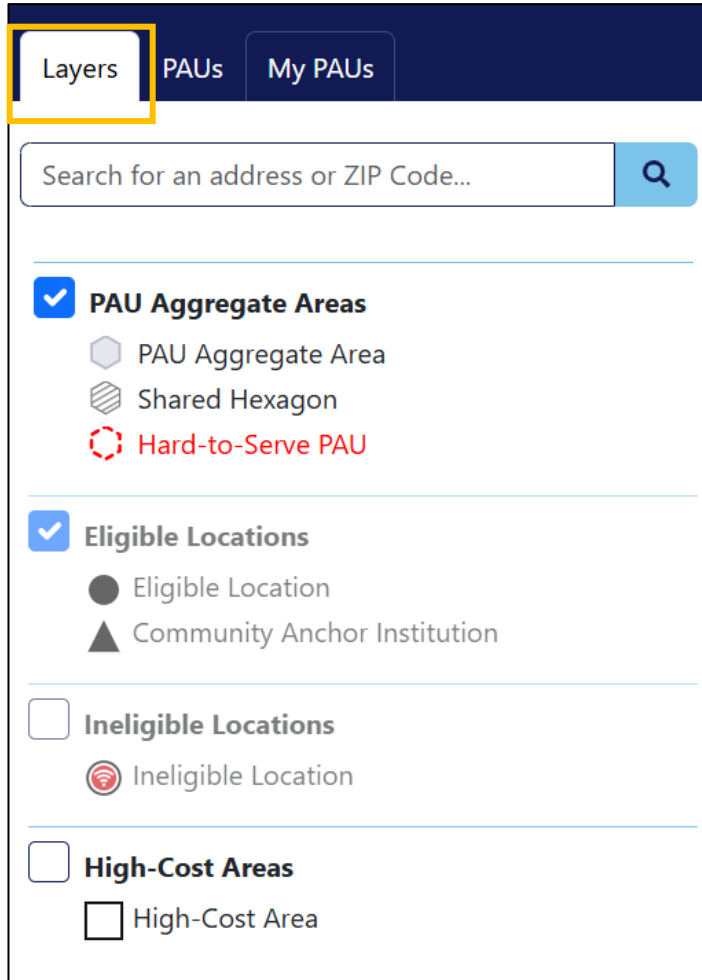 Layers PAUs My PAUs
Search for an address or ZIP Code...
PAU Aggregate Areas
PAU Aggregate Area
Shared Hexagon
Hard-to-Serve PAU
Eligible Locations
Eligible Location
Community Anchor Institution
Ineligible Locations
Ineligible Location
High-Cost Areas
High-Cost Area